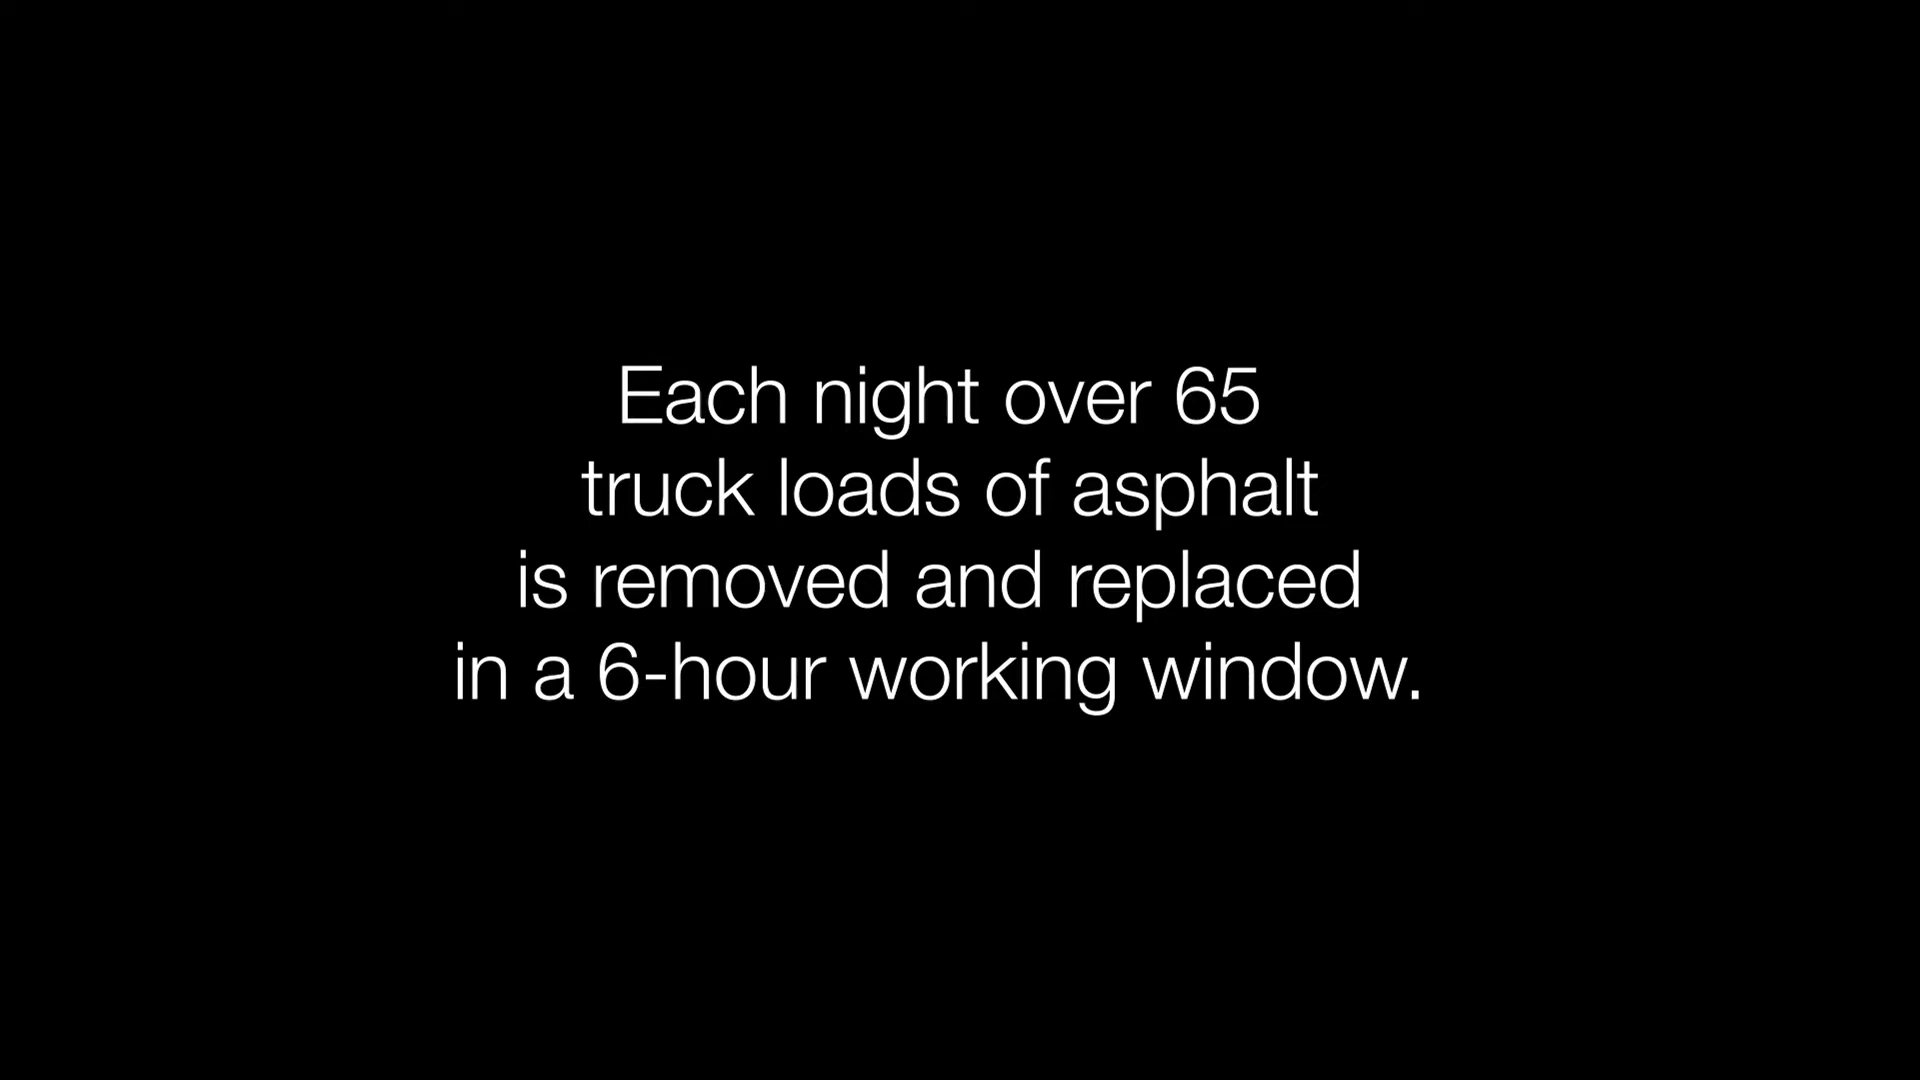 Each night over 65
truck loads of asphalt
is removed and replaced
in a 6-hour working window.